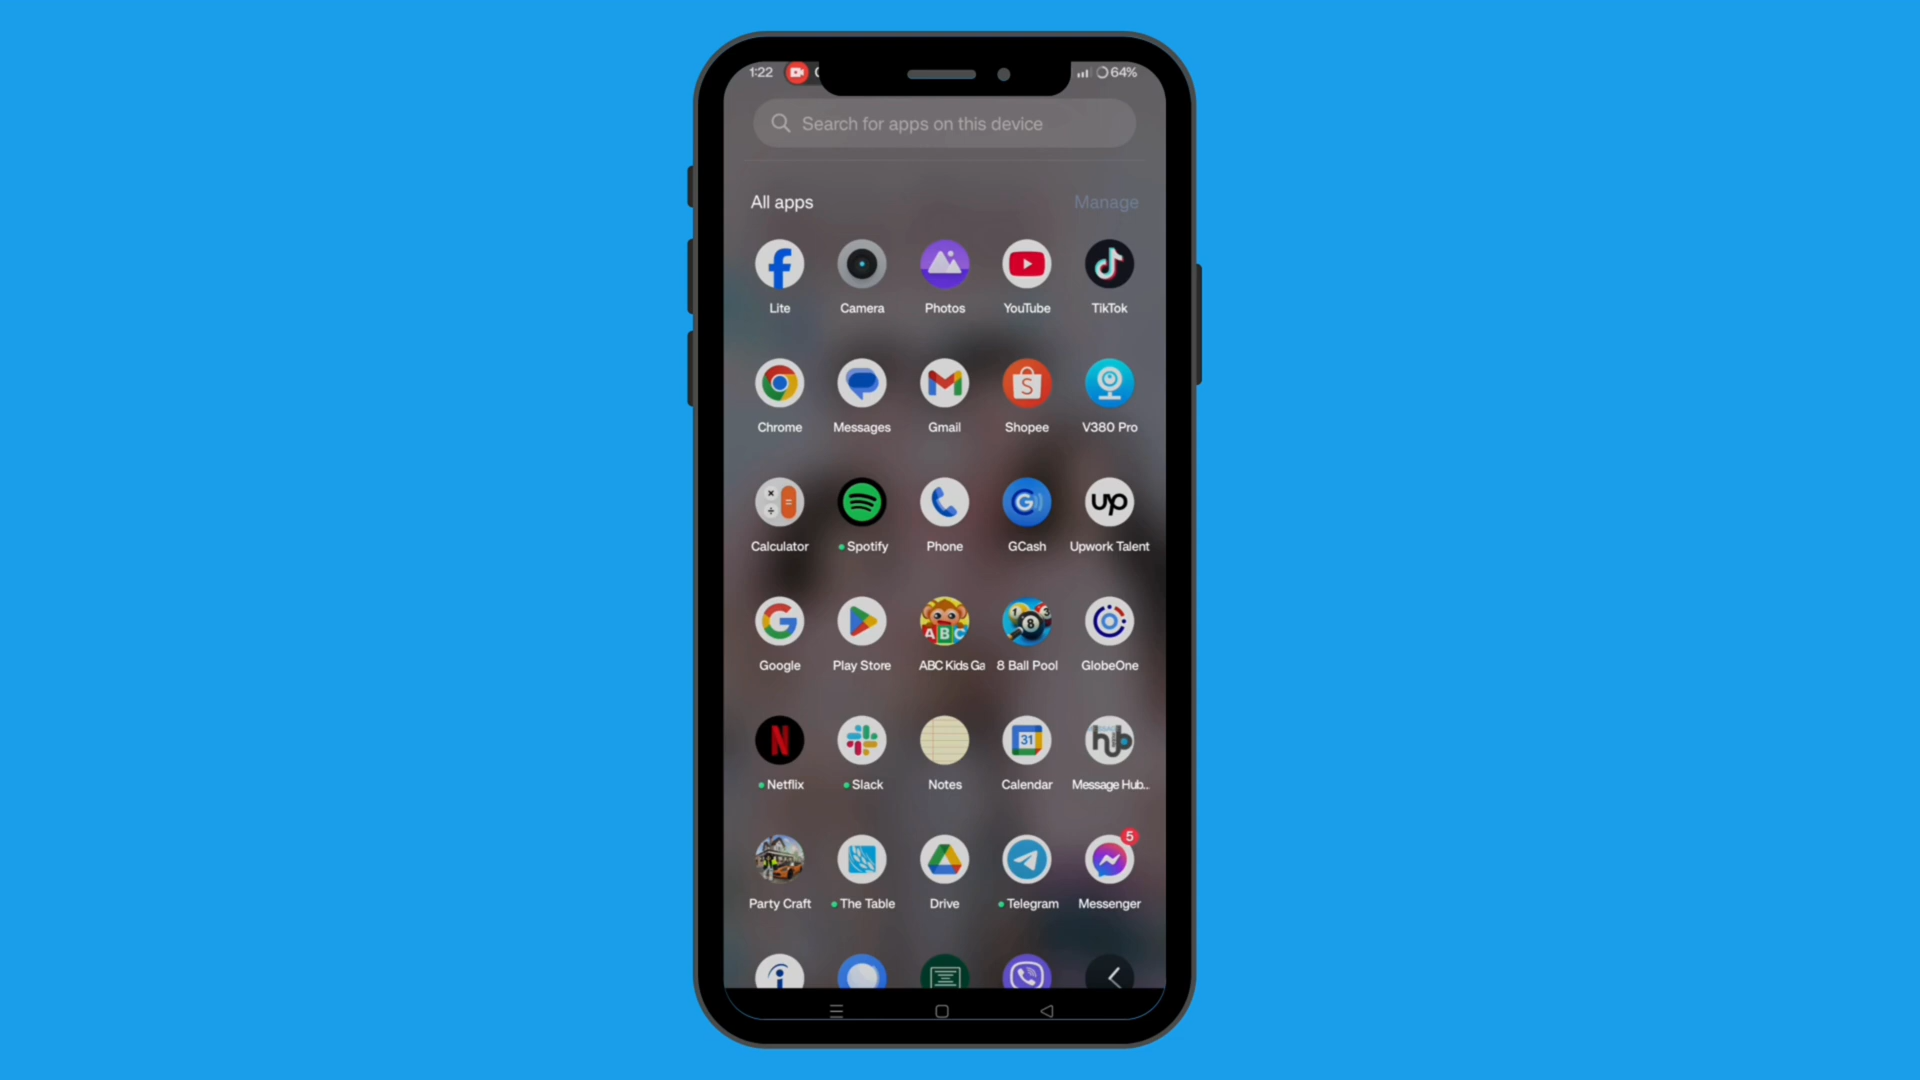 1:22 64%
Search for apps on this device
All apps Manage
Lite Camera Photos YouTube TikTok
Chrome Messages Gmail Shopee V380 Pro
Calculator Spotify Phone GCash Upwork Talent
Google Play Store ABC Kids Ga 8 Ball Pool GlobeOne
Netflix Slack Notes Calendar Message Hub...
5
Party Craft The Table Drive Telegram Messenger